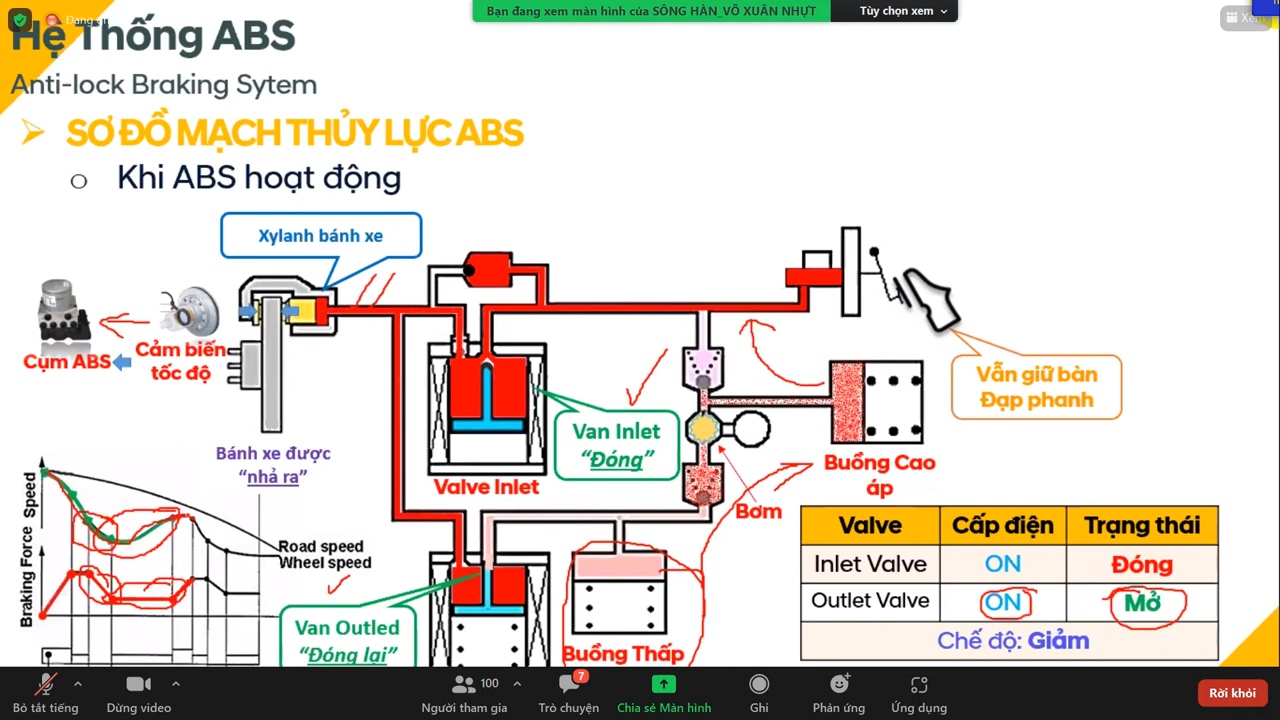 Bạn đang xem màn hình của SÔNG HÀN_VÕ XUÂN NHỰT
Tùy chọn xem
Hệ Thống ABS
Anti-lock Braking Sytem
SƠ ĐỒ MẠCH THỦY LỰC ABS
o Khi ABS hoạt động
Xylanh bánh xe
Cụm ABS
Cảm biến
tốc độ
Bánh xe được
“nhả ra”
Van Inlet
“Đóng”
Valve Inlet
Vẫn giữ bàn
Đạp phanh
Buồng Cao
áp
Bơm
Braking Force Speed
Road speed
Wheel speed
Van Outled
“Đóng lại”
Buồng Thấp
Valve Cấp điện Trạng thái
Inlet Valve ON Đóng
Outlet Valve ON Mở
Chế độ: Giảm
100
7
Bỏ tắt tiếng
Dừng video
Người tham gia
Trò chuyện
Chia sẻ Màn hình
Ghi
Phản ứng
Ứng dụng
Rời khỏi